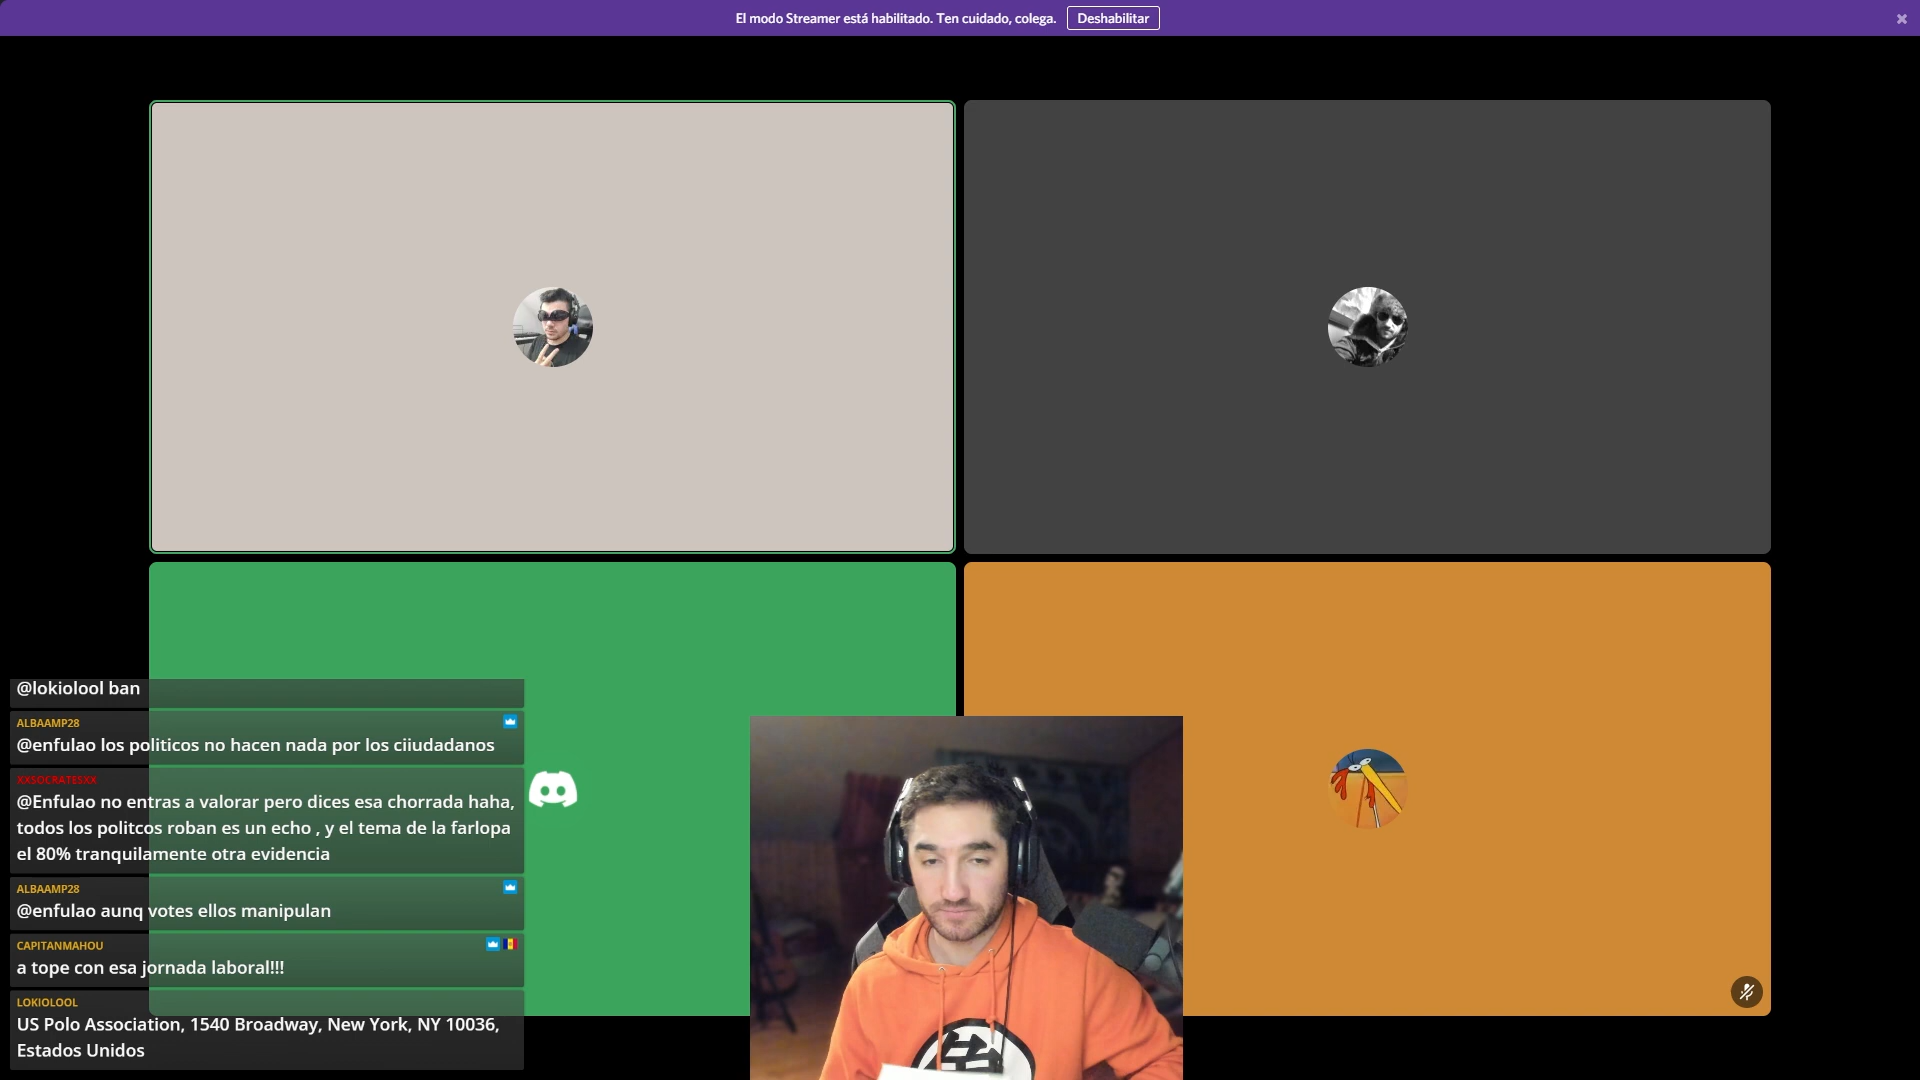 El modo Streamer está habilitado. Ten cuidado, colega.
Deshabilitar
@lokiolool ban
ALBAAMP28
@enfulao los politicos no hacen nada por los ciiudadanos
XXSOCRATESXX
@Enfulao no entras a valorar pero dices esa chorrada haha,
todos los politcos roban es un echo , y el tema de la farlopa
el 80% tranquilamente otra evidencia
ALBAAMP28
@enfulao aunq votes ellos manipulan
CAPITANMAHOU
a tope con esa jornada laboral!!!
LOKIOLOOL
US Polo Association, 1540 Broadway, New York, NY 10036,
Estados Unidos